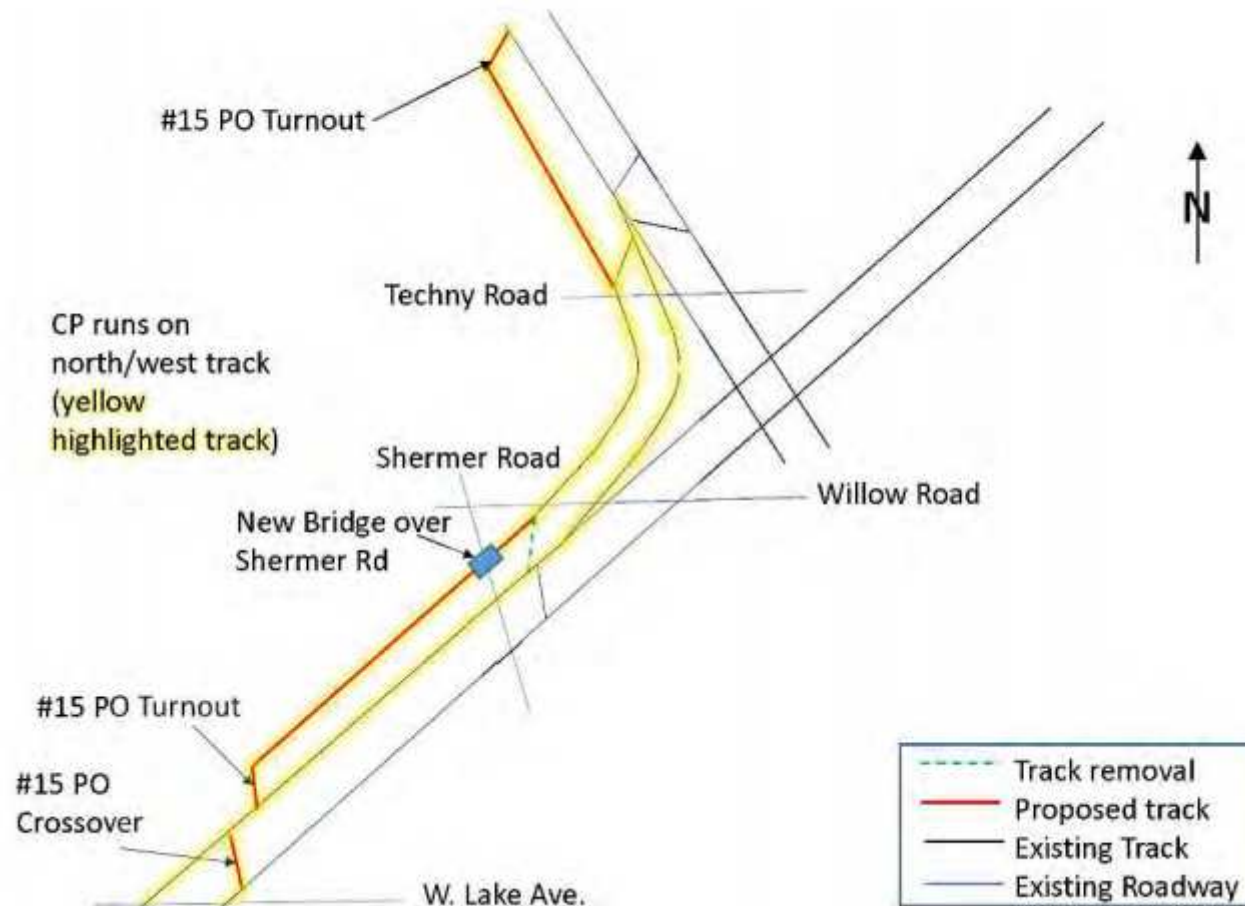 #15 PO Turnout
N
Techny Road
CP runs on
north/west track
(yellow
highlighted track)
Shermer Road
Willow Road
New Bridge over
Shermer Rd
#15 PO Turnout
#15 PO
Crossover
W. Lake Ave.
Track removal
Proposed track
Existing Track
Existing Roadway